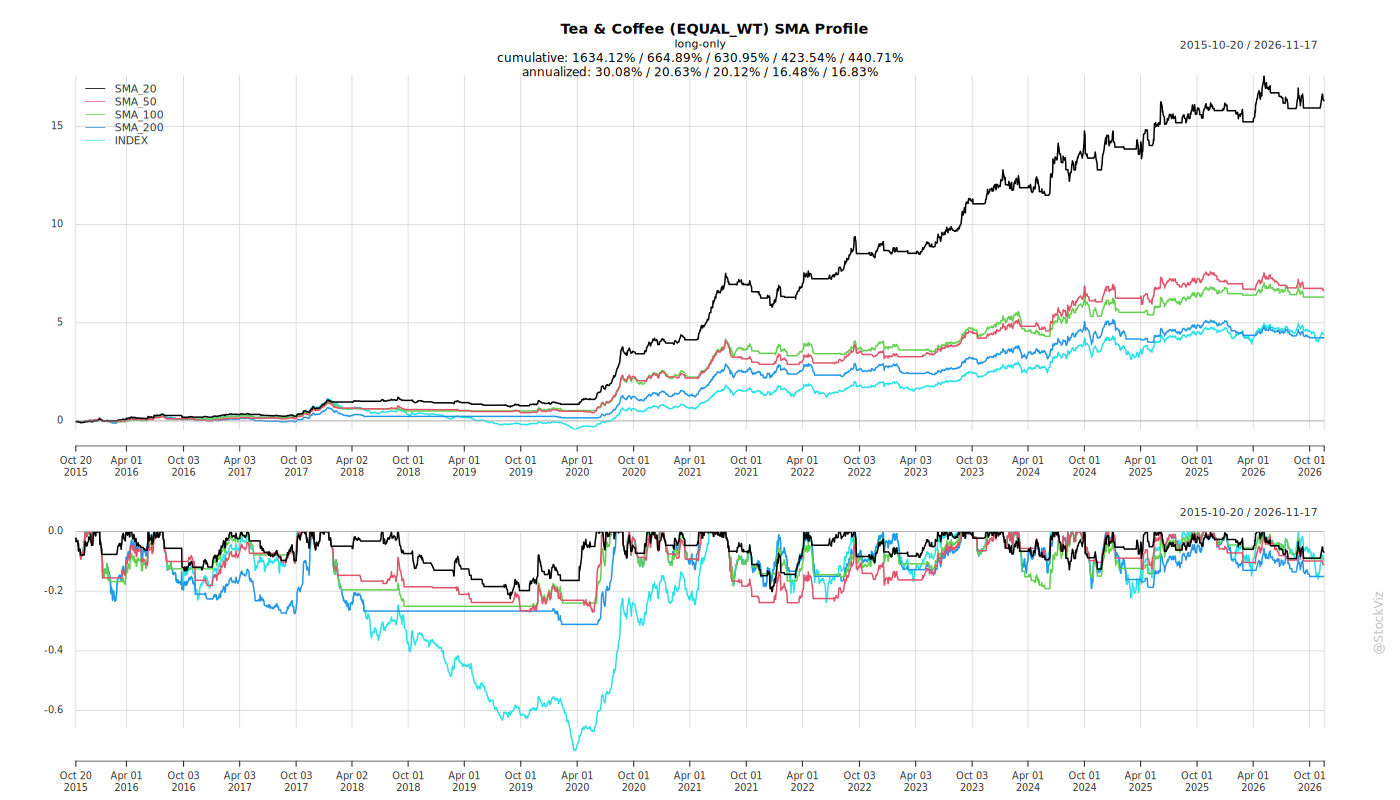 Tea & Coffee (EQUAL_WT) SMA Profile
long-only
2015-10-20 / 2026-11-17
cumulative: 1634.12% / 664.89% / 630.95% / 423.54% / 440.71%
annualized: 30.08% / 20.63% / 20.12% / 16.48% / 16.83%
SMA_20
SMA_50
SMA_100
SMA_200
INDEX
15
10
5
0
Oct 20 Apr 01 Oct 03 Apr 03 Oct 03 Apr 02 Oct 01 Apr 01 Oct 01 Apr 01 Oct 01 Apr 01 Oct 01 Apr 01 Oct 03 Apr 03 Oct 03 Apr 01 Oct 01 Apr 01 Oct 01 Apr 01 Oct 01
2015 2016 2016 2017 2017 2018 2018 2019 2019 2020 2020 2021 2021 2022 2022 2023 2023 2024 2024 2025 2025 2026 2026
2015-10-20 / 2026-11-17
0.0
-0.2
-0.4
-0.6
Oct 20 Apr 01 Oct 03 Apr 03 Oct 03 Apr 02 Oct 01 Apr 01 Oct 01 Apr 01 Oct 01 Apr 01 Oct 01 Apr 01 Oct 03 Apr 03 Oct 03 Apr 01 Oct 01 Apr 01 Oct 01 Apr 01 Oct 01
2015 2016 2016 2017 2017 2018 2018 2019 2019 2020 2020 2021 2021 2022 2022 2023 2023 2024 2024 2025 2025 2026 2026
@StockViz